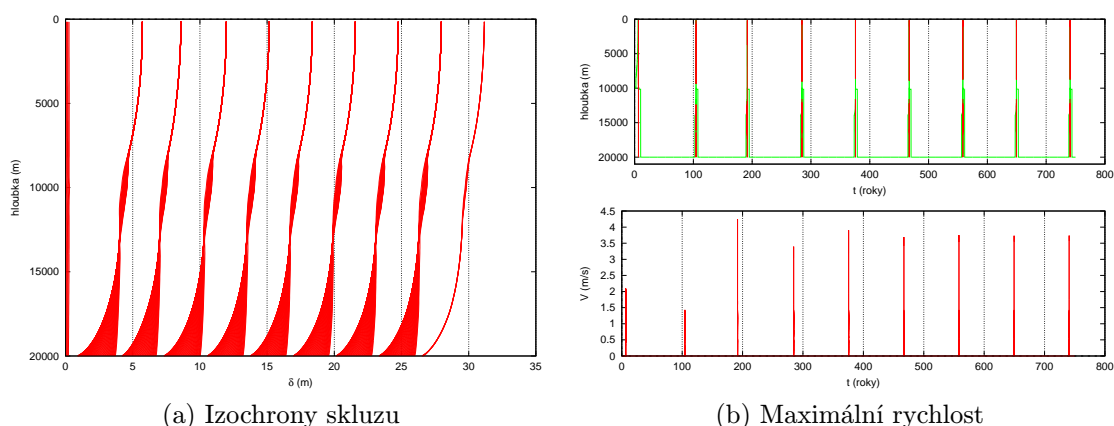 0
5000
10000
15000
20000
hloubka (m)
0 5 10 15 20 25 30 35
δ (m)
(a) Izochrony skluzu
0
5000
10000
15000
20000
hloubka (m)
0 100 200 300 400 500 600 700 800
t (roky)
4.5
4
3.5
3
2.5
2
1.5
1
0.5
0
V (m/s)
0 100 200 300 400 500 600 700 800
t (roky)
(b) Maximální rychlost